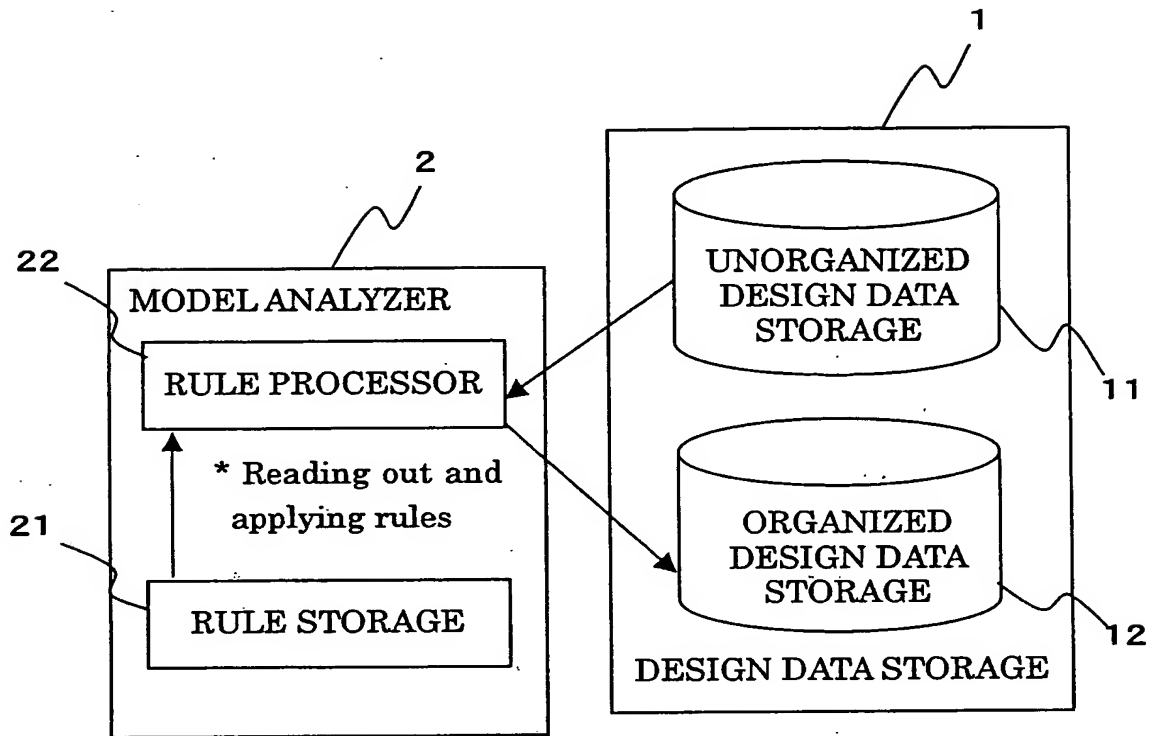 1
2
22
MODEL ANALYZER
RULE PROCESSOR
* Reading out and
applying rules
21
RULE STORAGE
UNORGANIZED
DESIGN DATA
STORAGE
11
ORGANIZED
DESIGN DATA
STORAGE
12
DESIGN DATA STORAGE